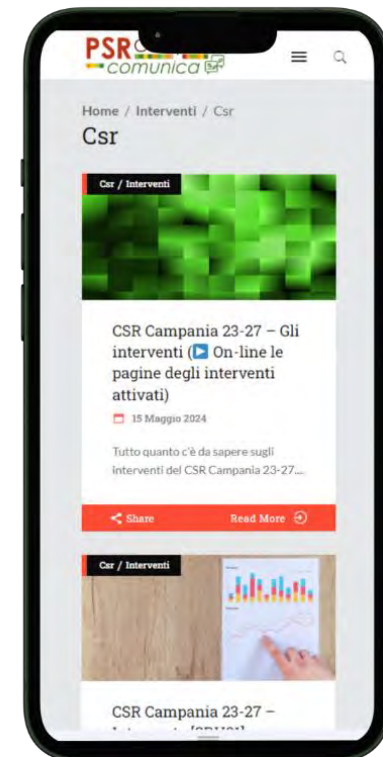 PSR
comunica
Home / Interventi / Csr
Csr
Csr / Interventi
CSR Campania 23-27 – Gli
interventi (▶ On-line le
pagine degli interventi
attivati)
15 Maggio 2024
Tutto quanto c'è da sapere sugli
interventi del CSR Campania 23-27....
Share Read More
Csr / Interventi
CSR Campania 23-27 –